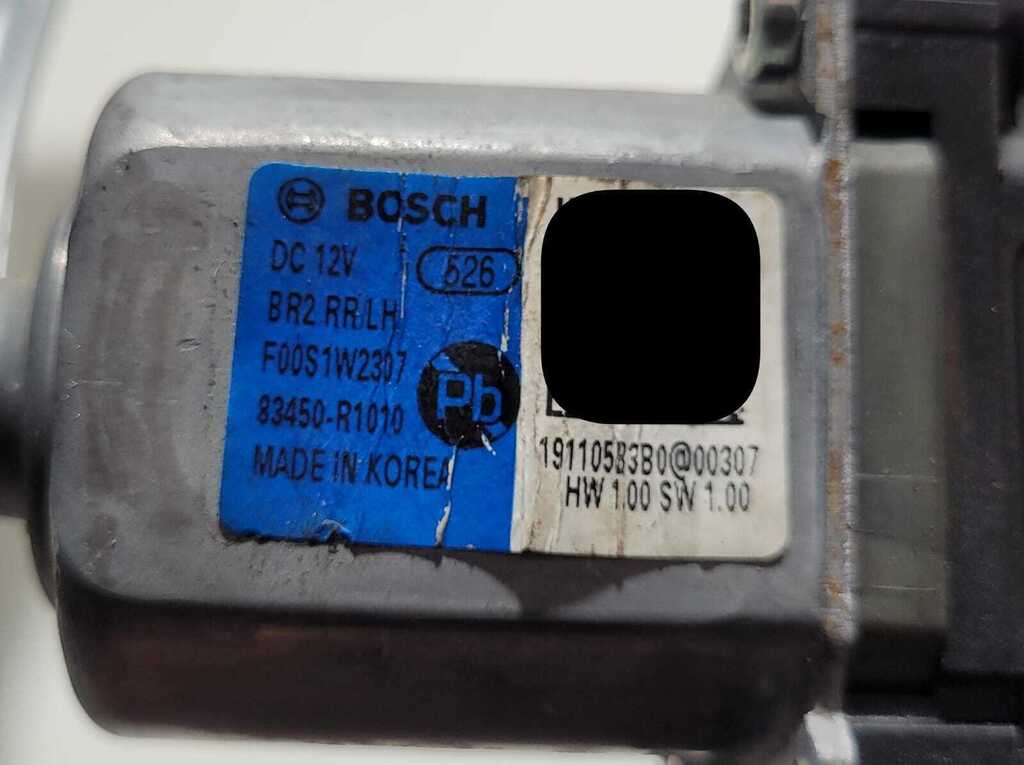 BOSCH
DC 12V 526
BR2 RR/LH
F00S1W2307
83450-R1010
Pb
MADE IN KOREA
191105B3B0@00307
HW 1.00 SW 1.00